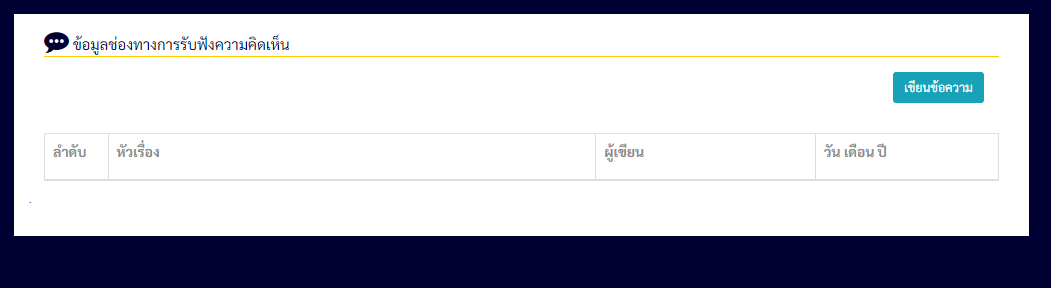 ข้อมูลช่องทางการรับฟังความคิดเห็น
เขียนข้อความ
ลำดับ หัวเรื่อง ผู้เขียน วัน เดือน ปี
.